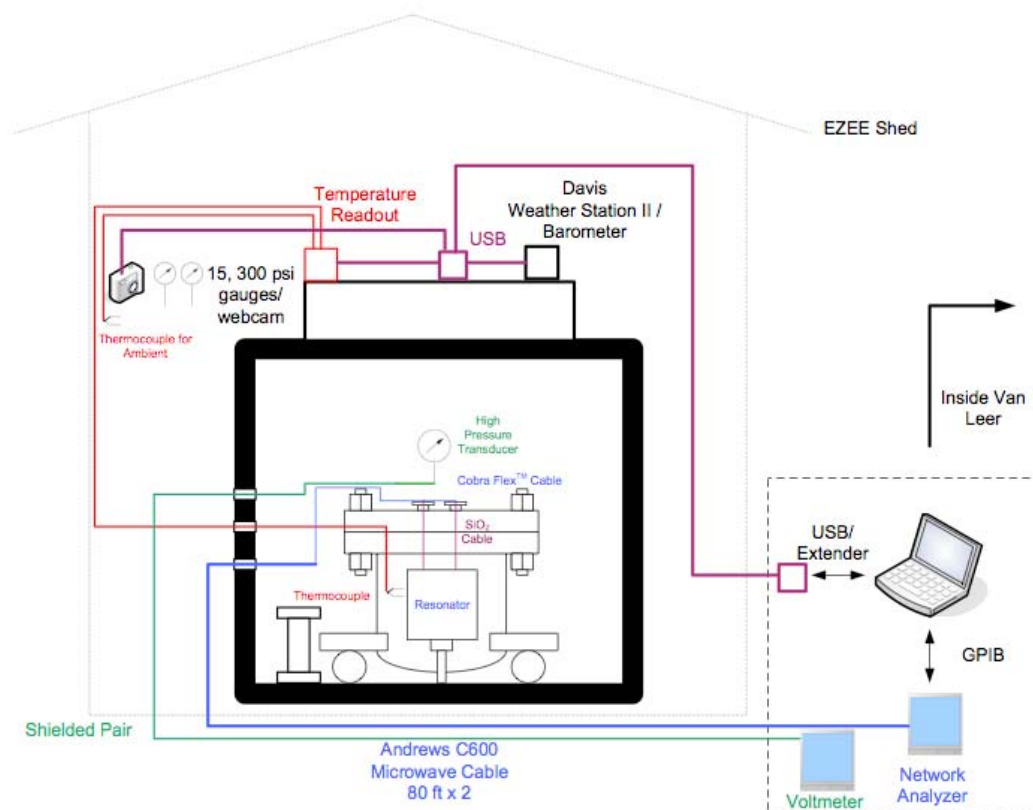 EZEE Shed
Temperature
Readout
Davis
Weather Station II /
Barometer
USB
15, 300 psi
gauges/
webcam
Thermocouple for
Ambient
Inside Van
Leer
High
Pressure
Transducer
Cobra Flex™ Cable
SiO₂
Cable
USB/
Extender
Thermocouple
Resonator
GPIB
Shielded Pair
Andrews C600
Microwave Cable
80 ft x 2
Voltmeter
Network
Analyzer